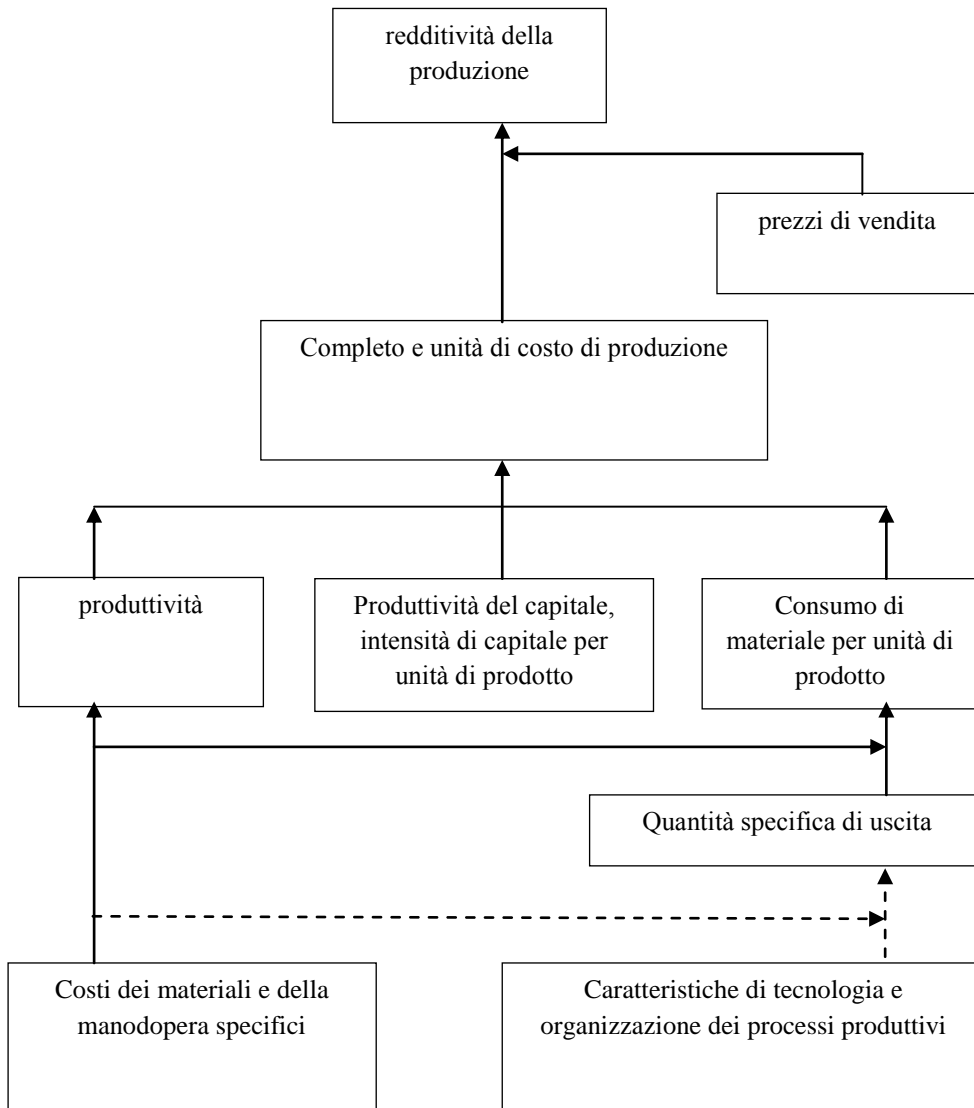 redditività della
produzione
prezzi di vendita
Completo e unità di costo di produzione
produttività
Produttività del capitale,
intensità di capitale per
unità di prodotto
Consumo di
materiale per unità di
prodotto
Quantità specifica di uscita
Costi dei materiali e della
manodopera specifici
Caratteristiche di tecnologia e
organizzazione dei processi produttivi